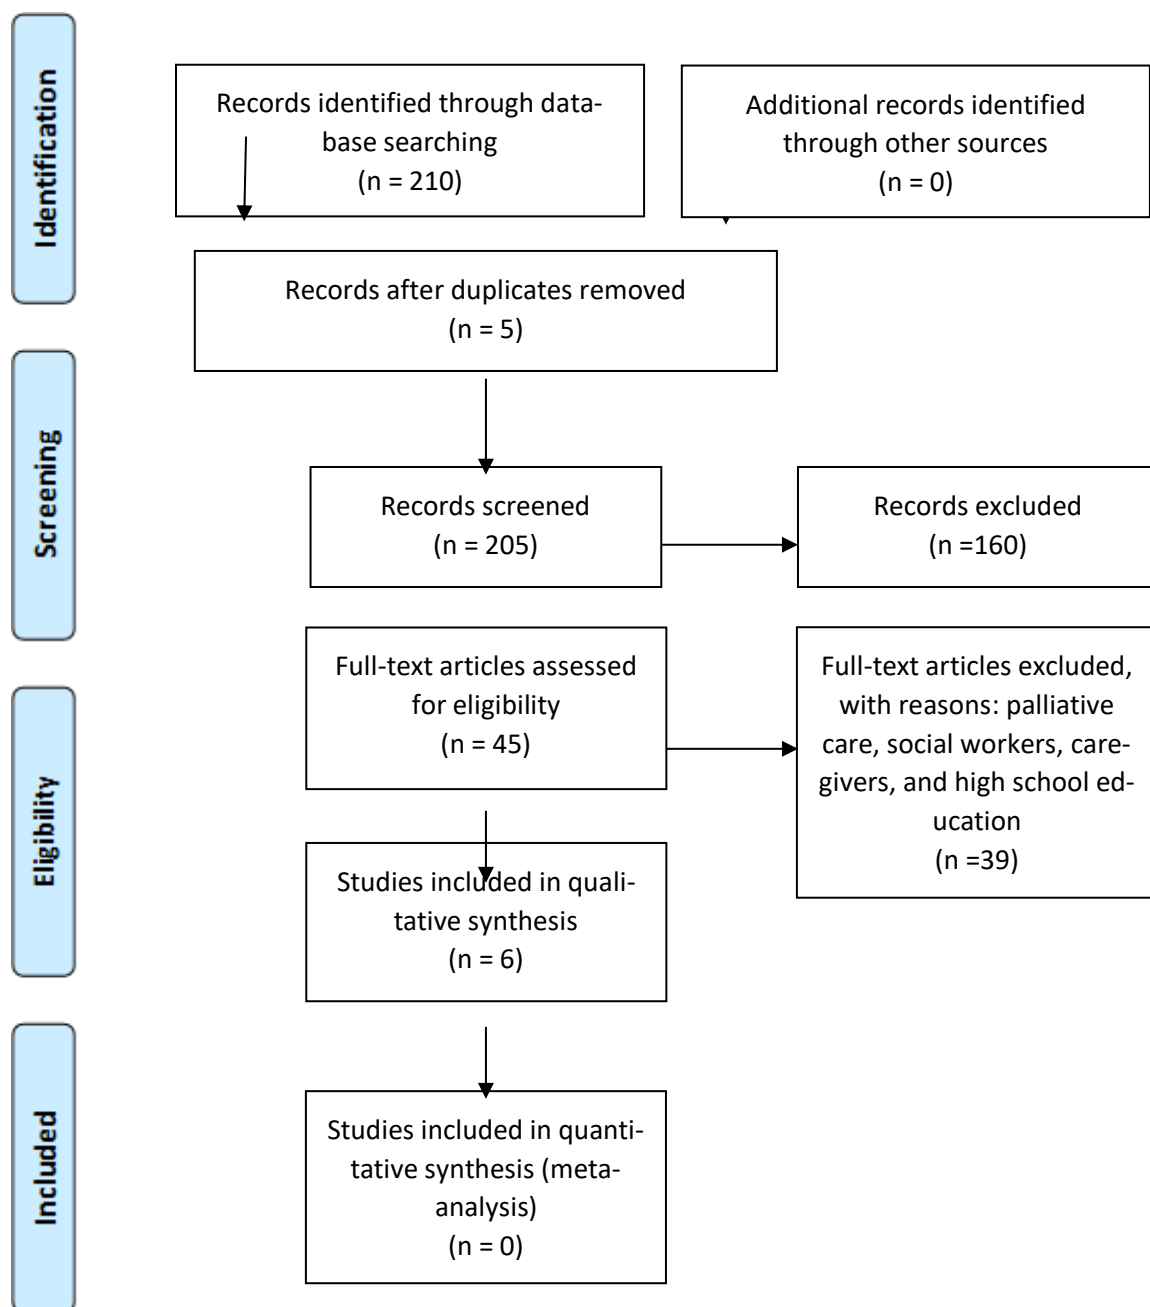 Identification
Records identified through data-
base searching
(n = 210)
Additional records identified
through other sources
(n = 0)
Records after duplicates removed
(n = 5)
Screening
Records screened
(n = 205)
Records excluded
(n =160)
Eligibility
Full-text articles assessed
for eligibility
(n = 45)
Full-text articles excluded,
with reasons: palliative
care, social workers, care-
givers, and high school ed-
ucation
(n =39)
Studies included in quali-
tative synthesis
(n = 6)
Included
Studies included in quanti-
tative synthesis (meta-
analysis)
(n = 0)